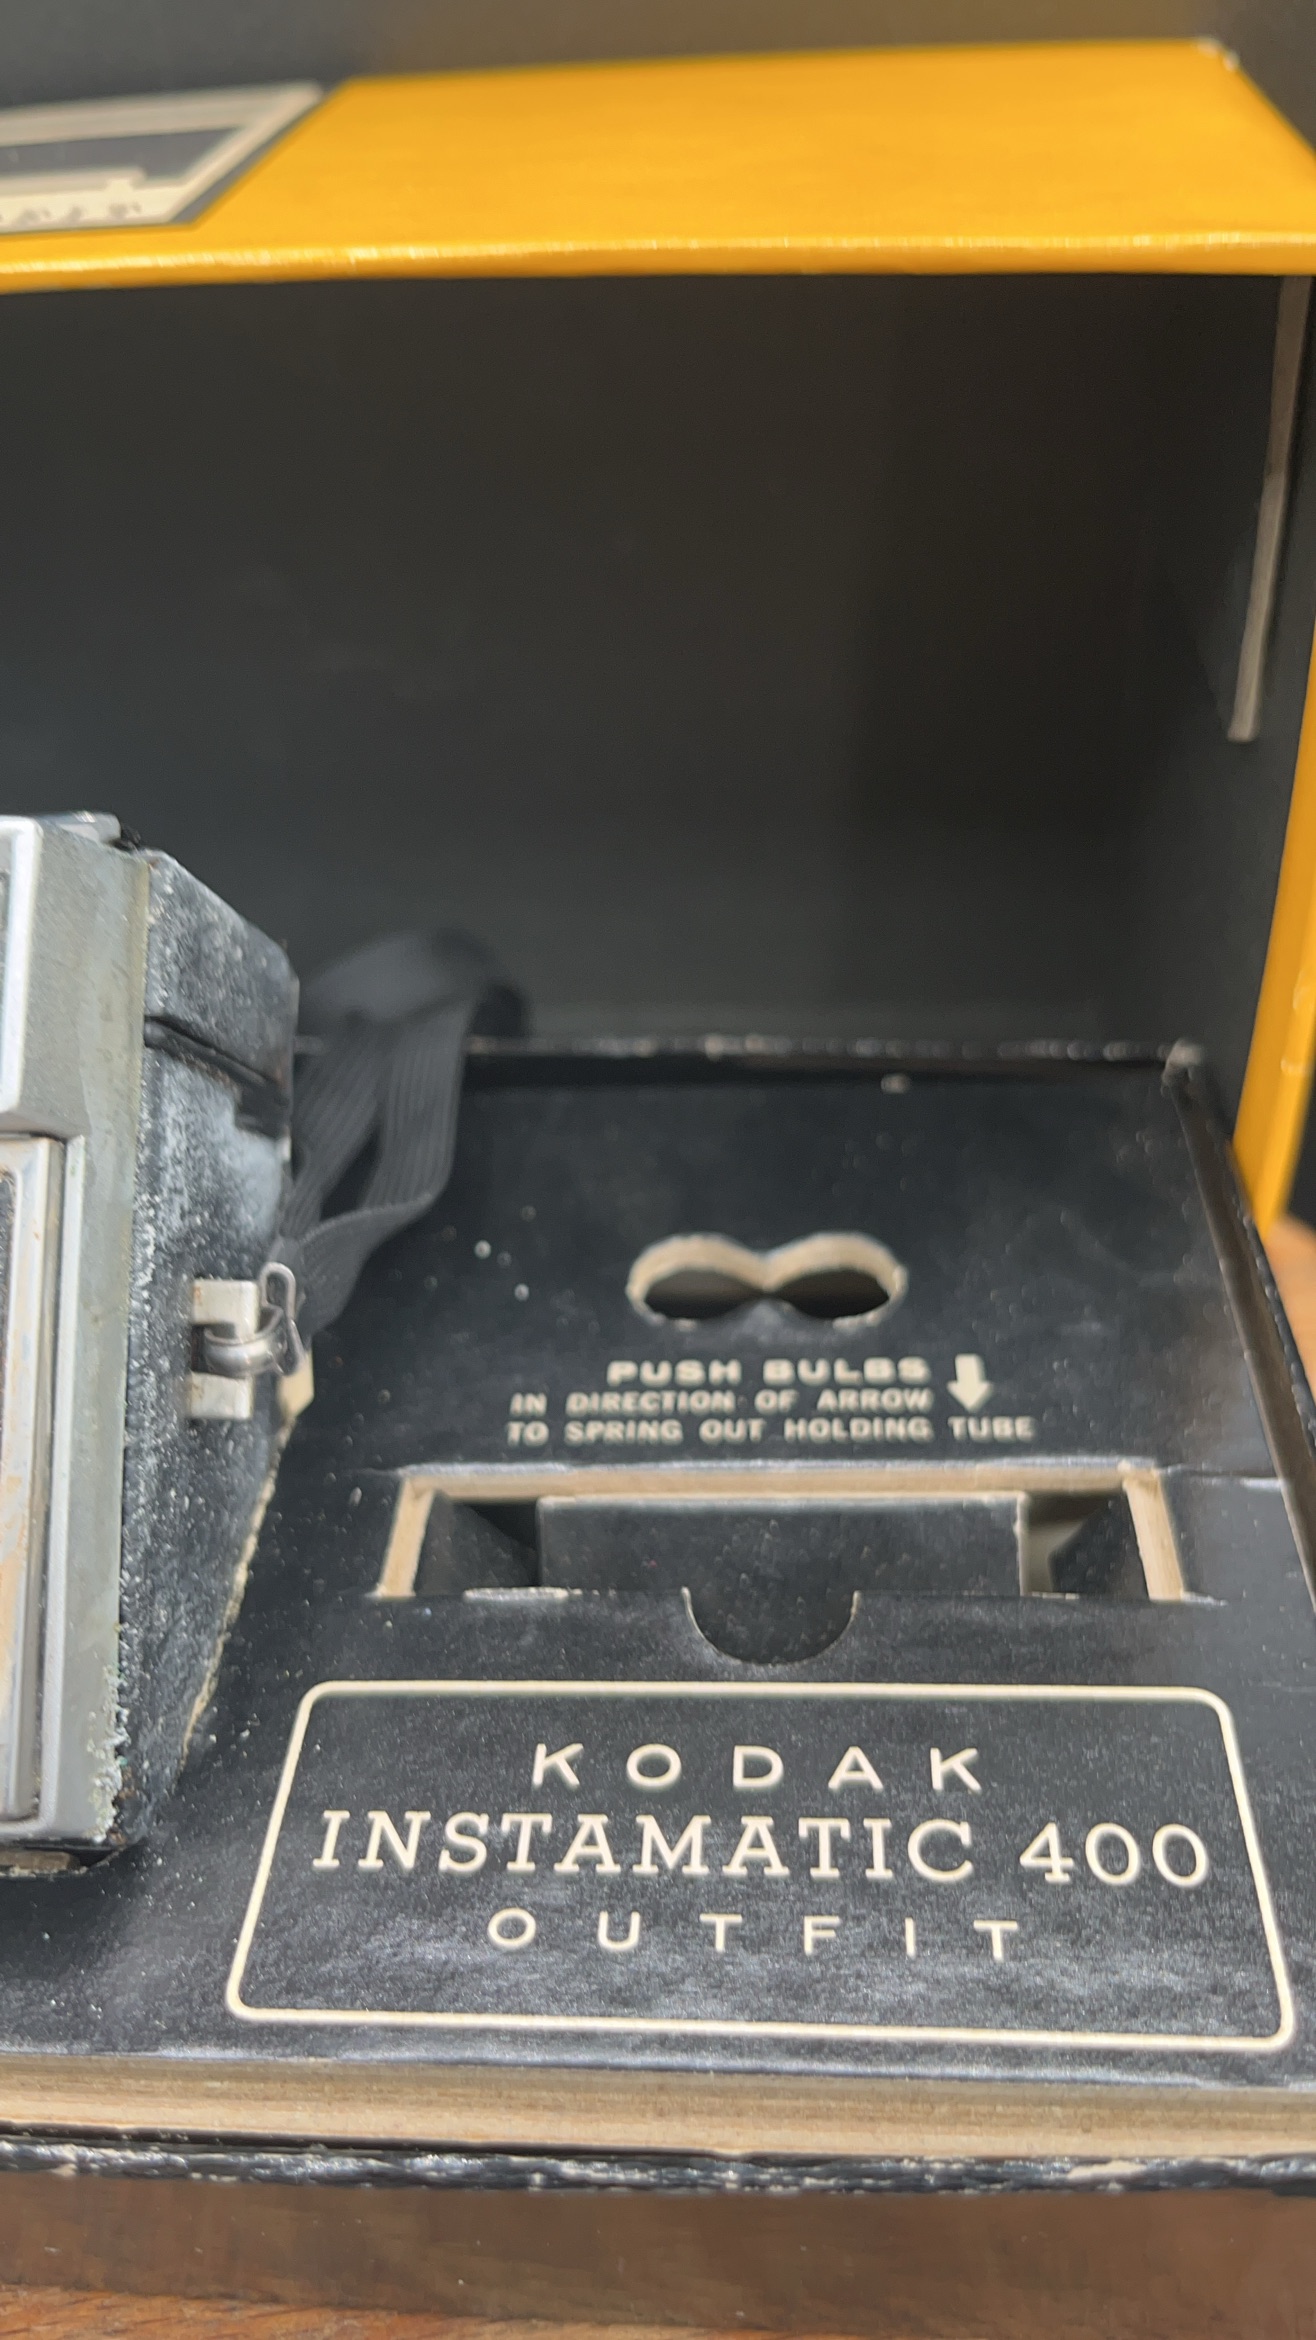 PUSH BULBS
IN DIRECTION OF ARROW
TO SPRING OUT HOLDING TUBE
KODAK
INSTAMATIC 400
OUTFIT